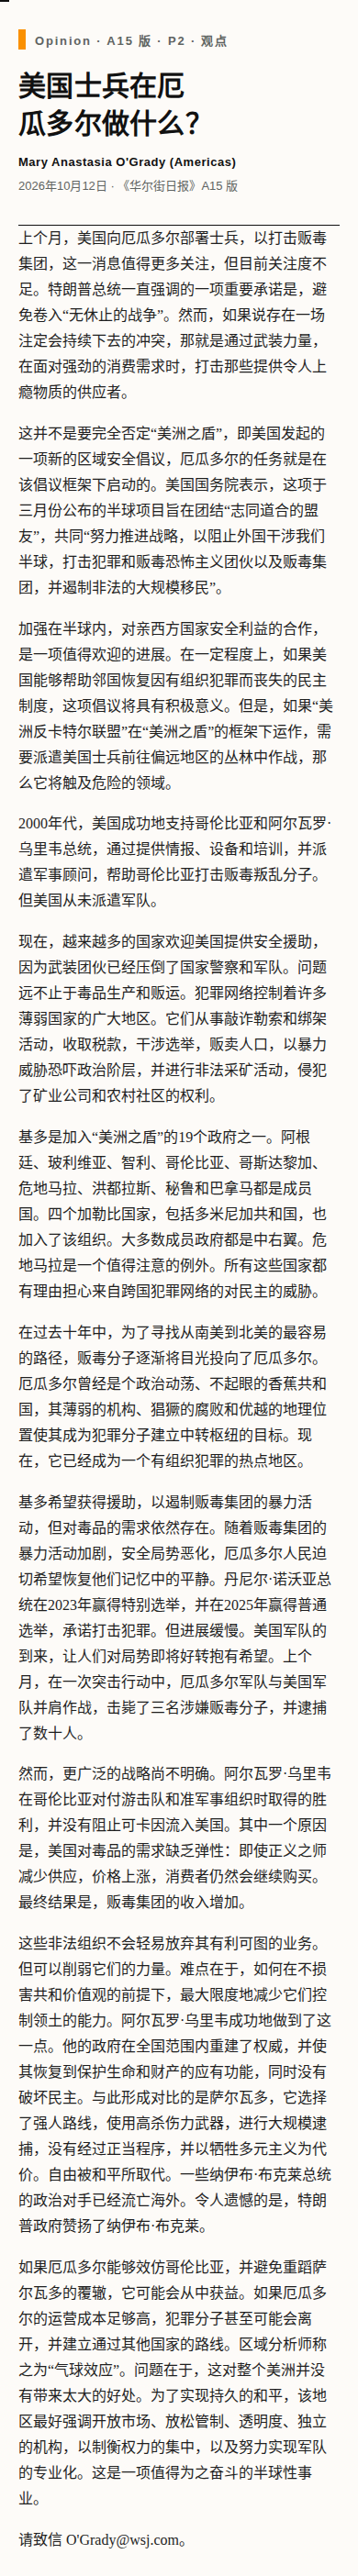 Opinion · A15 版 · P2 · 观点
美国士兵在厄
瓜多尔做什么？
Mary Anastasia O'Grady (Americas)
2026年10月12日 · 《华尔街日报》A15 版
上个月，美国向厄瓜多尔部署士兵，以打击贩毒
集团，这一消息值得更多关注，但目前关注度不
足。特朗普总统一直强调的一项重要承诺是，避
免卷入“无休止的战争”。然而，如果说存在一场
注定会持续下去的冲突，那就是通过武装力量，
在面对强劲的消费需求时，打击那些提供令人上
瘾物质的供应者。
这并不是要完全否定“美洲之盾”，即美国发起的
一项新的区域安全倡议，厄瓜多尔的任务就是在
该倡议框架下启动的。美国国务院表示，这项于
三月份公布的半球项目旨在团结“志同道合的盟
友”，共同“努力推进战略，以阻止外国干涉我们
半球，打击犯罪和贩毒恐怖主义团伙以及贩毒集
团，并遏制非法的大规模移民”。
加强在半球内，对亲西方国家安全利益的合作，
是一项值得欢迎的进展。在一定程度上，如果美
国能够帮助邻国恢复因有组织犯罪而丧失的民主
制度，这项倡议将具有积极意义。但是，如果“美
洲反卡特尔联盟”在“美洲之盾”的框架下运作，需
要派遣美国士兵前往偏远地区的丛林中作战，那
么它将触及危险的领域。
2000年代，美国成功地支持哥伦比亚和阿尔瓦罗·
乌里韦总统，通过提供情报、设备和培训，并派
遣军事顾问，帮助哥伦比亚打击贩毒叛乱分子。
但美国从未派遣军队。
现在，越来越多的国家欢迎美国提供安全援助，
因为武装团伙已经压倒了国家警察和军队。问题
远不止于毒品生产和贩运。犯罪网络控制着许多
薄弱国家的广大地区。它们从事敲诈勒索和绑架
活动，收取税款，干涉选举，贩卖人口，以暴力
威胁恐吓政治阶层，并进行非法采矿活动，侵犯
了矿业公司和农村社区的权利。
基多是加入“美洲之盾”的19个政府之一。阿根
廷、玻利维亚、智利、哥伦比亚、哥斯达黎加、
危地马拉、洪都拉斯、秘鲁和巴拿马都是成员
国。四个加勒比国家，包括多米尼加共和国，也
加入了该组织。大多数成员政府都是中右翼。危
地马拉是一个值得注意的例外。所有这些国家都
有理由担心来自跨国犯罪网络的对民主的威胁。
在过去十年中，为了寻找从南美到北美的最容易
的路径，贩毒分子逐渐将目光投向了厄瓜多尔。
厄瓜多尔曾经是个政治动荡、不起眼的香蕉共和
国，其薄弱的机构、猖獗的腐败和优越的地理位
置使其成为犯罪分子建立中转枢纽的目标。现
在，它已经成为一个有组织犯罪的热点地区。
基多希望获得援助，以遏制贩毒集团的暴力活
动，但对毒品的需求依然存在。随着贩毒集团的
暴力活动加剧，安全局势恶化，厄瓜多尔人民迫
切希望恢复他们记忆中的平静。丹尼尔·诺沃亚总
统在2023年赢得特别选举，并在2025年赢得普通
选举，承诺打击犯罪。但进展缓慢。美国军队的
到来，让人们对局势即将好转抱有希望。上个
月，在一次突击行动中，厄瓜多尔军队与美国军
队并肩作战，击毙了三名涉嫌贩毒分子，并逮捕
了数十人。
然而，更广泛的战略尚不明确。阿尔瓦罗·乌里韦
在哥伦比亚对付游击队和准军事组织时取得的胜
利，并没有阻止可卡因流入美国。其中一个原因
是，美国对毒品的需求缺乏弹性：即使正义之师
减少供应，价格上涨，消费者仍然会继续购买。
最终结果是，贩毒集团的收入增加。
这些非法组织不会轻易放弃其有利可图的业务。
但可以削弱它们的力量。难点在于，如何在不损
害共和价值观的前提下，最大限度地减少它们控
制领土的能力。阿尔瓦罗·乌里韦成功地做到了这
一点。他的政府在全国范围内重建了权威，并使
其恢复到保护生命和财产的应有功能，同时没有
破坏民主。与此形成对比的是萨尔瓦多，它选择
了强人路线，使用高杀伤力武器，进行大规模逮
捕，没有经过正当程序，并以牺牲多元主义为代
价。自由被和平所取代。一些纳伊布·布克莱总统
的政治对手已经流亡海外。令人遗憾的是，特朗
普政府赞扬了纳伊布·布克莱。
如果厄瓜多尔能够效仿哥伦比亚，并避免重蹈萨
尔瓦多的覆辙，它可能会从中获益。如果厄瓜多
尔的运营成本足够高，犯罪分子甚至可能会离
开，并建立通过其他国家的路线。区域分析师称
之为“气球效应”。问题在于，这对整个美洲并没
有带来太大的好处。为了实现持久的和平，该地
区最好强调开放市场、放松管制、透明度、独立
的机构，以制衡权力的集中，以及努力实现军队
的专业化。这是一项值得为之奋斗的半球性事
业。
请致信 O'Grady@wsj.com。